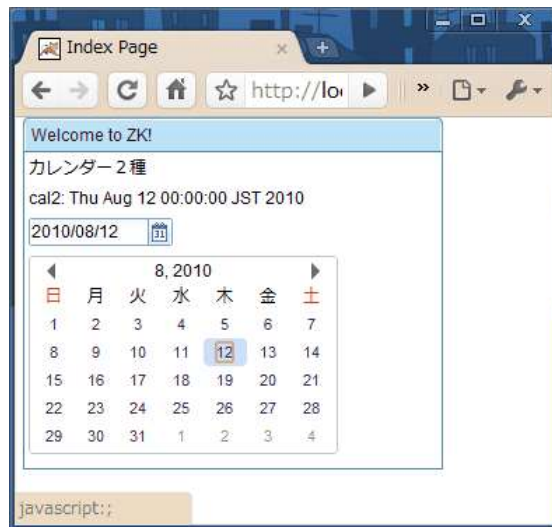 Index Page
http://lo
Welcome to ZK!
カレンダー２種
cal2: Thu Aug 12 00:00:00 JST 2010
2010/08/12 31
8, 2010
日 月 火 水 木 金 土
1 2 3 4 5 6 7
8 9 10 11 12 13 14
15 16 17 18 19 20 21
22 23 24 25 26 27 28
29 30 31 1 2 3 4
javascript:;